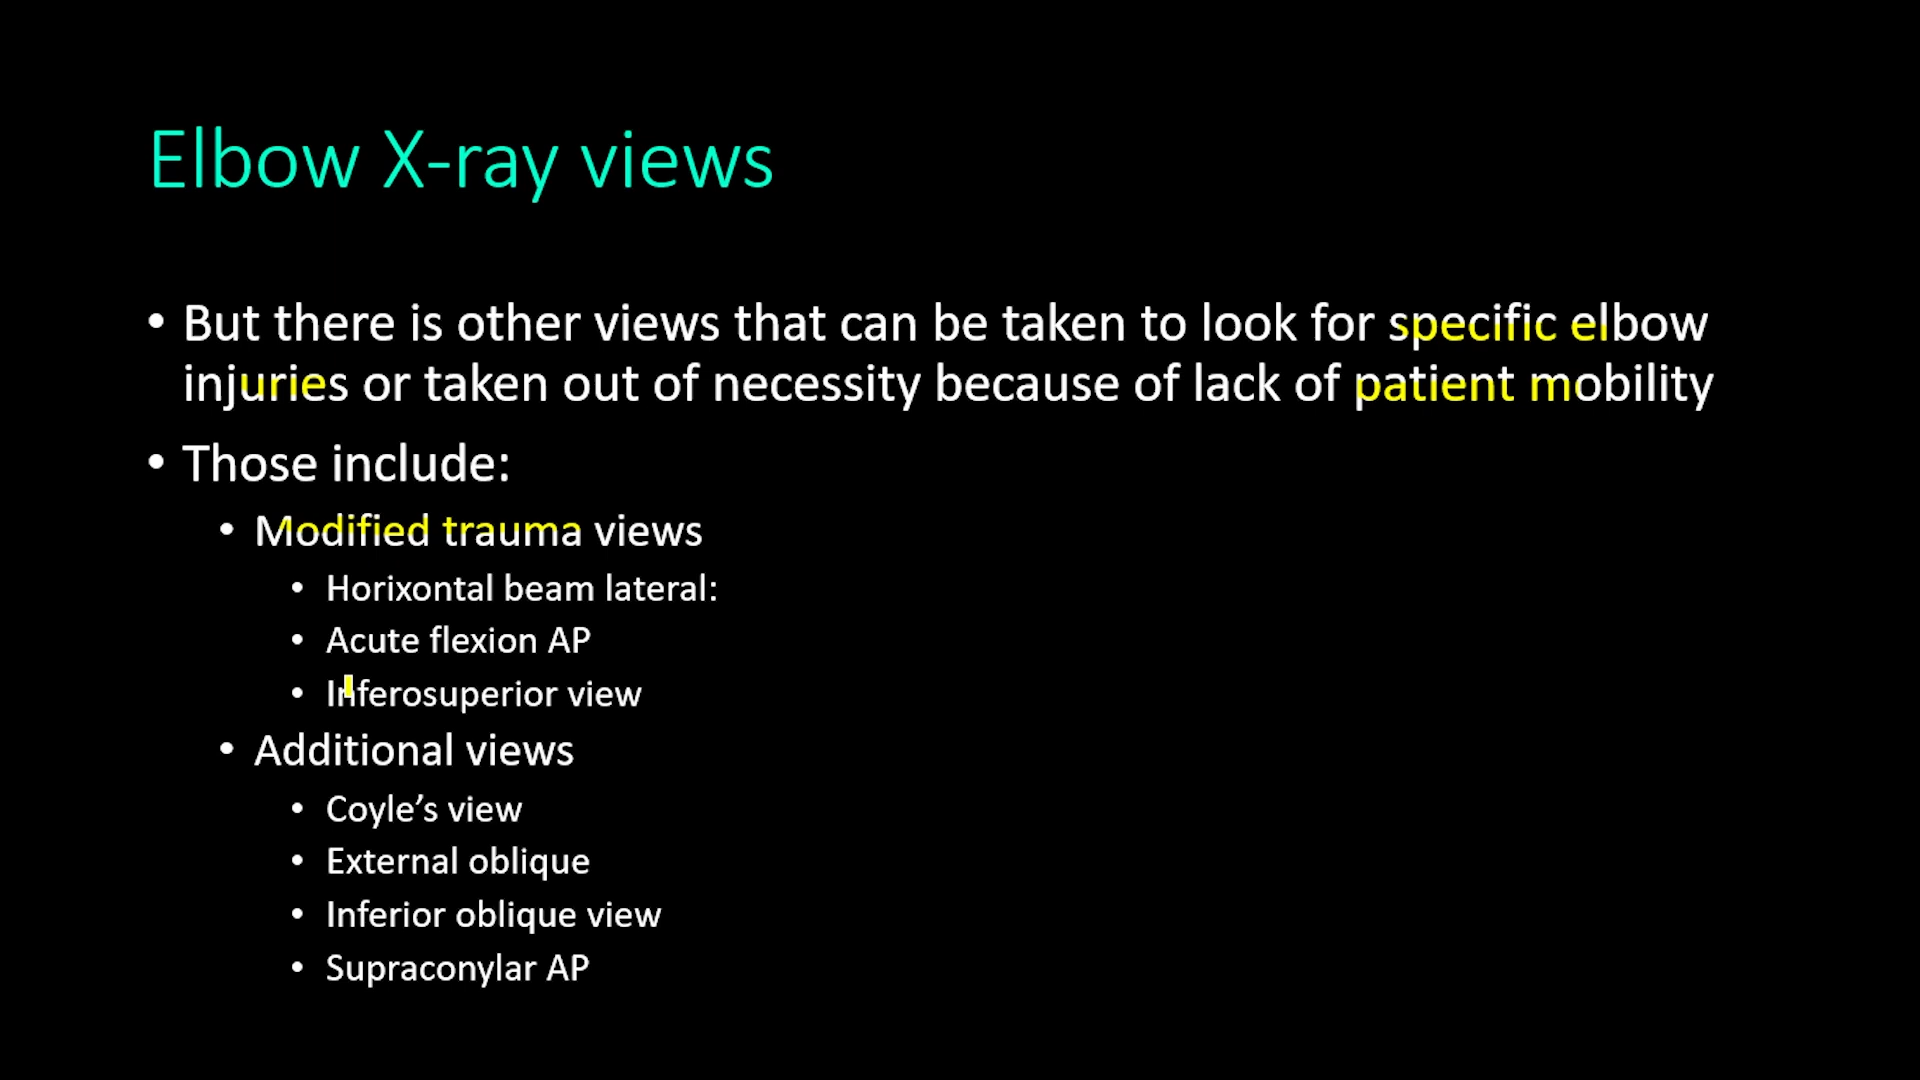 Elbow X-ray views
• But there is other views that can be taken to look for specific elbow
injuries or taken out of necessity because of lack of patient mobility
• Those include:
• Modified trauma views
• Horixontal beam lateral:
• Acute flexion AP
• Inferosuperior view
• Additional views
• Coyle’s view
• External oblique
• Inferior oblique view
• Supraconylar AP